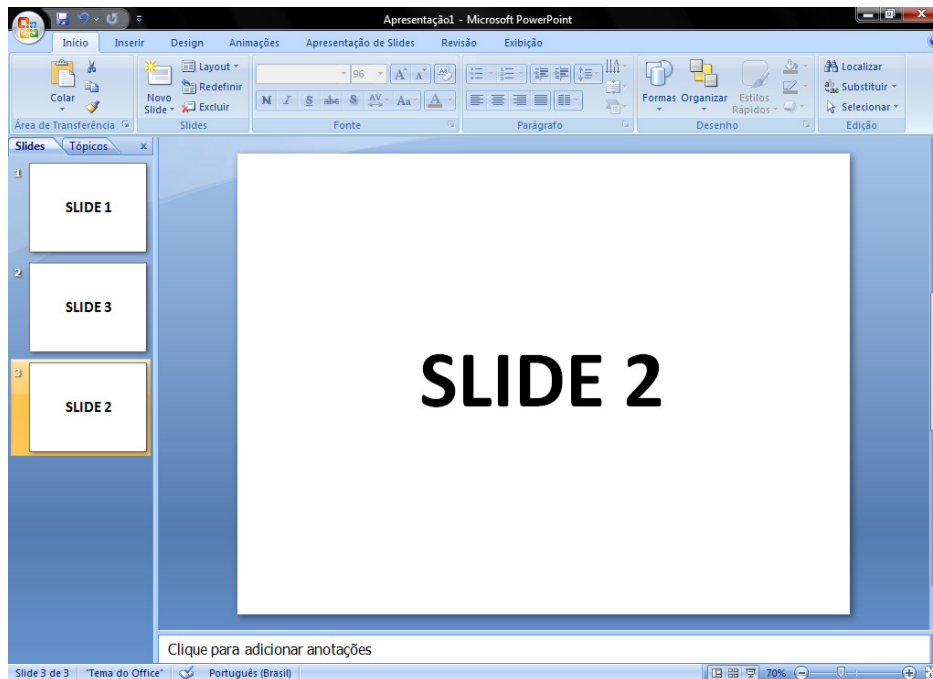 Apresentação1 - Microsoft PowerPoint
Início Inserir Design Animações Apresentação de Slides Revisão Exibição
Colar
Área de Transferência
Novo
Slide
Layout
Redefinir
Excluir
Slides
96
N I S abc S AV Aa A
Fonte
Parágrafo
Formas Organizar Estilos
Rápidos
Desenho
Localizar
Substituir
Selecionar
Edição
Slides Tópicos x
1
SLIDE 1
2
SLIDE 3
3
SLIDE 2
SLIDE 2
Clique para adicionar anotações
Slide 3 de 3 "Tema do Office" Português (Brasil) 70%